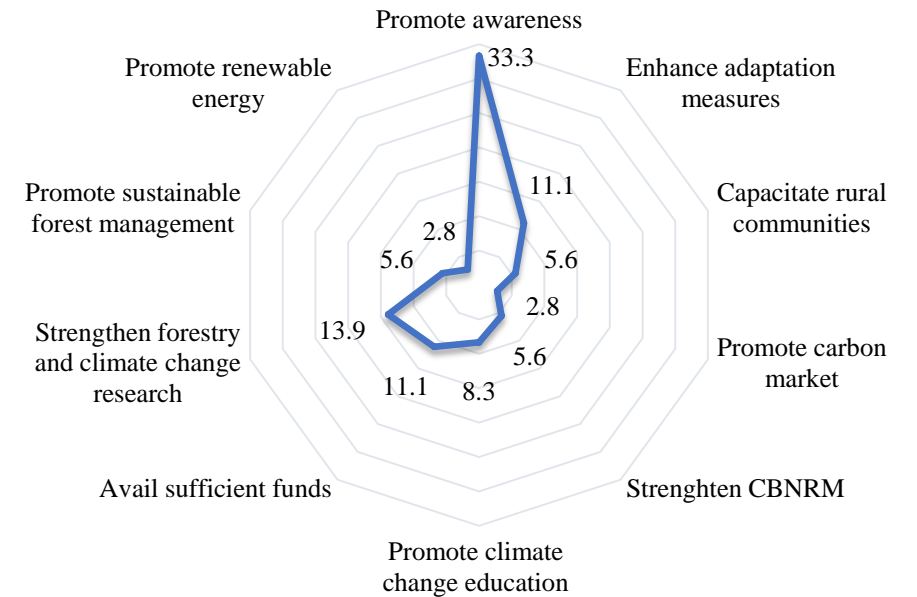 Promote awareness
33.3
Enhance adaptation
measures
11.1
Capacitate rural
communities
5.6
Promote carbon
market
2.8
Strenghten CBNRM
5.6
Promote climate
change education
8.3
Avail sufficient funds
11.1
Strengthen forestry
and climate change
research
13.9
Promote sustainable
forest management
5.6
Promote renewable
energy
2.8